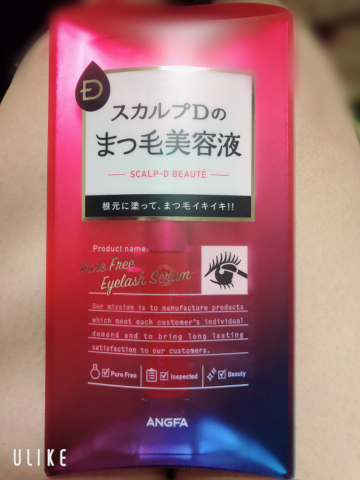 D
スカルプDの
まつ毛美容液
SCALP-D BEAUTÉ
根元に塗って、まつ毛イキイキ!!
Product name:
Pure Free
Eyelash Serum
Our mission is to manufacture products
which meet each customer's individual
demand and to bring long lasting
satisfaction to our customers.
Pure Free Inspected Beauty
ANGFA
ULIKE